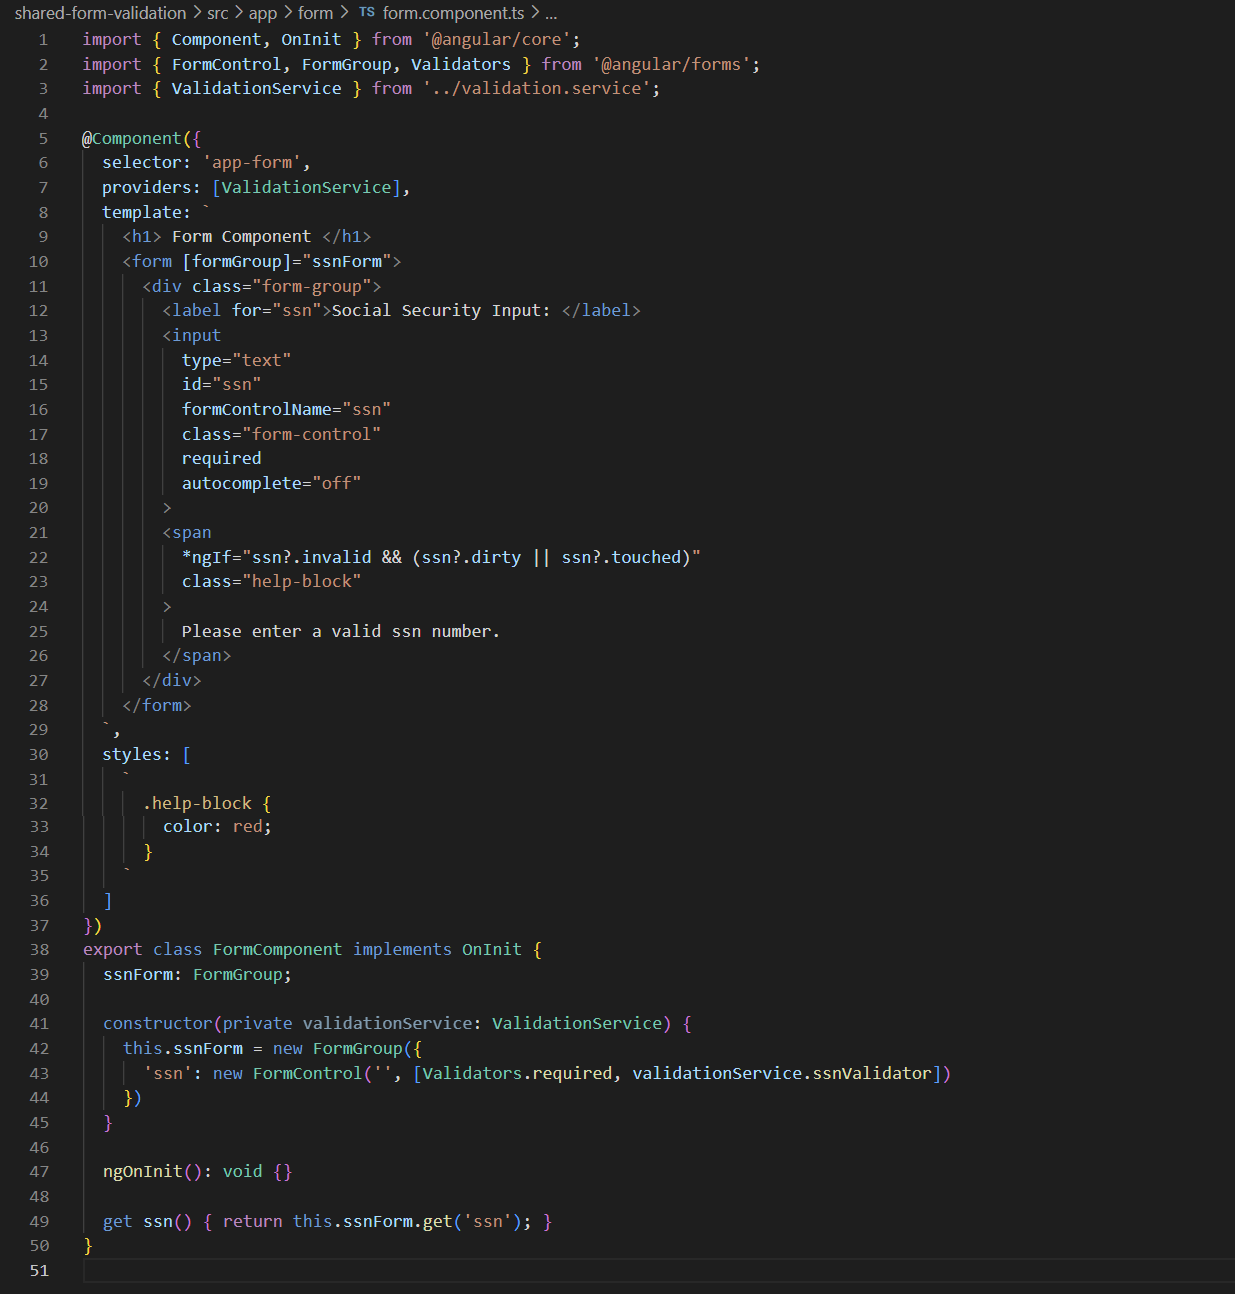 shared-form-validation > src > app > form > TS form.component.ts > ...
1 import { Component, OnInit } from '@angular/core';
2 import { FormControl, FormGroup, Validators } from '@angular/forms';
3 import { ValidationService } from '../validation.service';
4
5 @Component({
6   selector: 'app-form',
7   providers: [ValidationService],
8   template: `
9     <h1> Form Component </h1>
10     <form [formGroup]="ssnForm">
11       <div class="form-group">
12         <label for="ssn">Social Security Input: </label>
13         <input
14           type="text"
15           id="ssn"
16           formControlName="ssn"
17           class="form-control"
18           required
19           autocomplete="off"
20         >
21         <span
22           *ngIf="ssn?.invalid && (ssn?.dirty || ssn?.touched)"
23           class="help-block"
24         >
25           Please enter a valid ssn number.
26         </span>
27       </div>
28     </form>
29   `,
30   styles: [
31     `
32       .help-block {
33         color: red;
34       }
35     `
36   ]
37 })
38 export class FormComponent implements OnInit {
39   ssnForm: FormGroup;
40
41   constructor(private validationService: ValidationService) {
42     this.ssnForm = new FormGroup({
43       'ssn': new FormControl('', [Validators.required, validationService.ssnValidator])
44     })
45   }
46
47   ngOnInit(): void {}
48
49   get ssn() { return this.ssnForm.get('ssn'); }
50 }
51